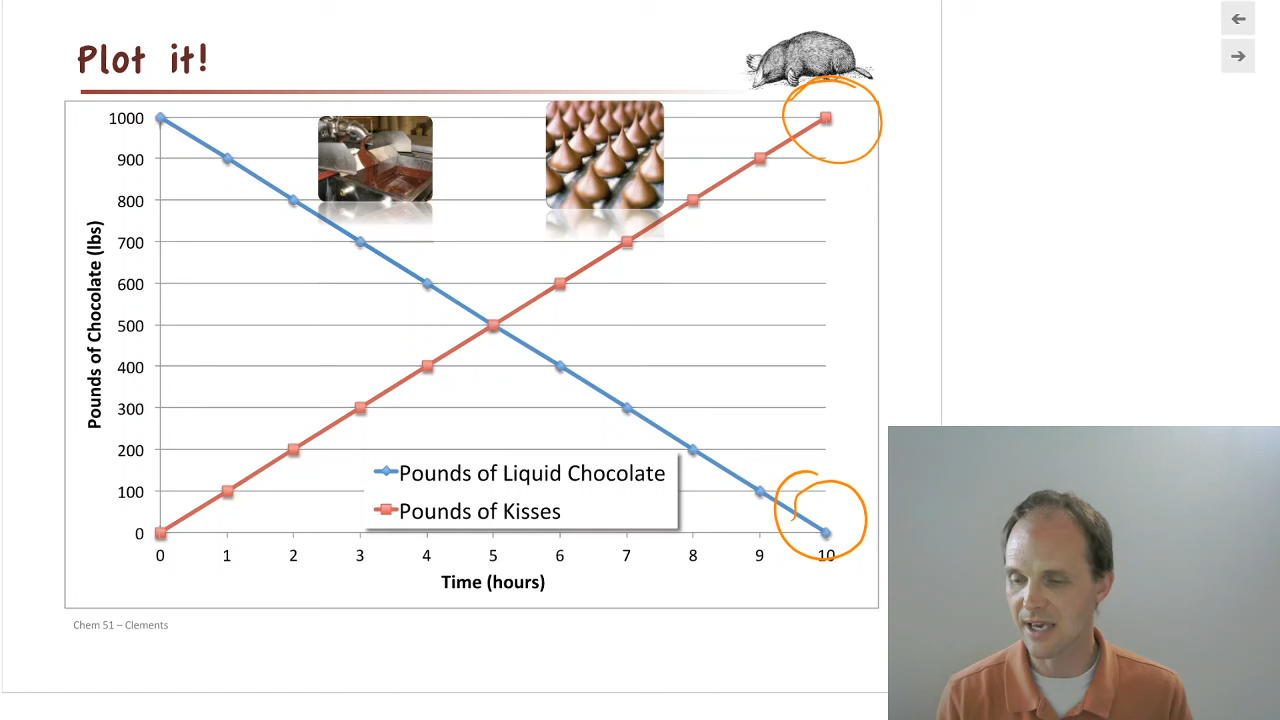 Plot it!
1000
900
800
700
600
500
400
300
200
100
0
Pounds of Chocolate (lbs)
Pounds of Liquid Chocolate
Pounds of Kisses
0 1 2 3 4 5 6 7 8 9 10
Time (hours)
Chem 51 – Clements